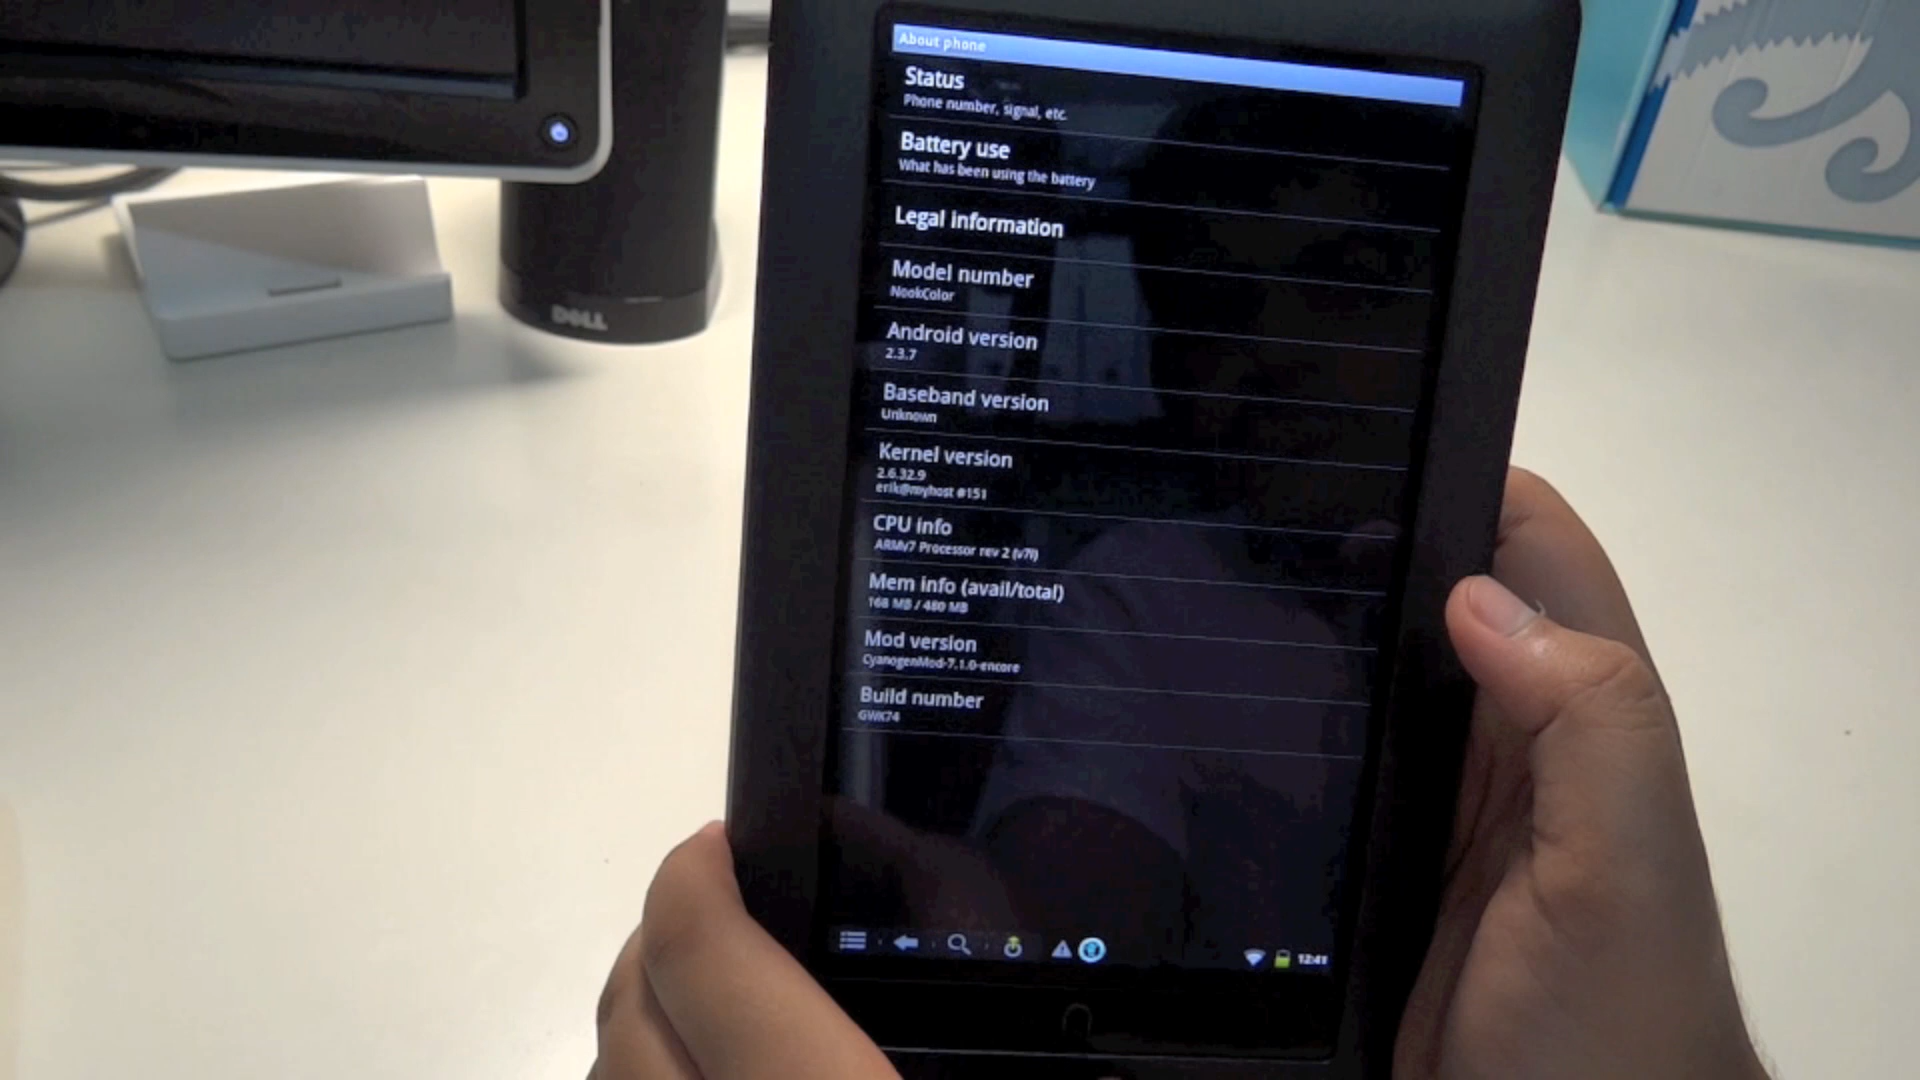 About phone
Status
Phone number, signal, etc.
Battery use
What has been using the battery
Legal information
Model number
NookColor
Android version
2.3.7
Baseband version
Unknown
Kernel version
2.6.32.9
erik@myhost #151
CPU info
ARMv7 Processor rev 2 (v7l)
Mem info (avail/total)
168 MB / 480 MB
Mod version
CyanogenMod-7.1.0-encore
Build number
GWK74
12:41
DELL